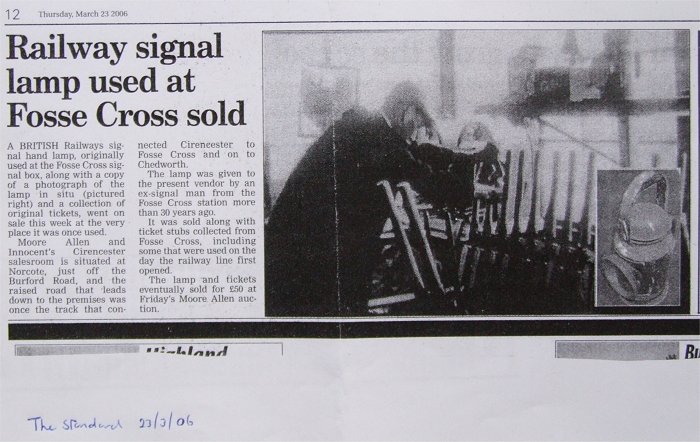 12 Thursday, March 23 2006
Railway signal
lamp used at
Fosse Cross sold
A BRITISH Railways sig-
nal hand lamp, originally
used at the Fosse Cross sig-
nal box, along with a copy
of a photograph of the
lamp in situ (pictured
right) and a collection of
original tickets, went on
sale this week at the very
place it was once used.
Moore Allen and
Innocent's Cirencester
salesroom is situated at
Norcote, just off the
Burford Road, and the
raised road that leads
down to the premises was
once the track that con-
nected Cirencester to
Fosse Cross and on to
Chedworth.
The lamp was given to
the present vendor by an
ex-signal man from the
Fosse Cross station more
than 30 years ago.
It was sold along with
ticket stubs collected from
Fosse Cross, including
some that were used on the
day the railway line first
opened.
The lamp and tickets
eventually sold for £50 at
Friday's Moore Allen auc-
tion.
Highland
The Standard 23/3/06